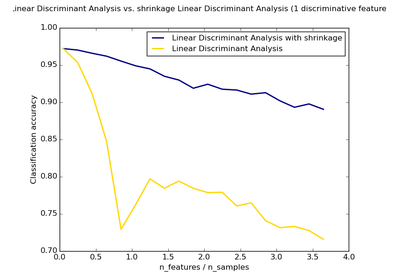 .inear Discriminant Analysis vs. shrinkage Linear Discriminant Analysis (1 discriminative feature
Linear Discriminant Analysis with shrinkage
Linear Discriminant Analysis
Classification accuracy
1.00
0.95
0.90
0.85
0.80
0.75
0.70
0.0 0.5 1.0 1.5 2.0 2.5 3.0 3.5 4.0
n_features / n_samples